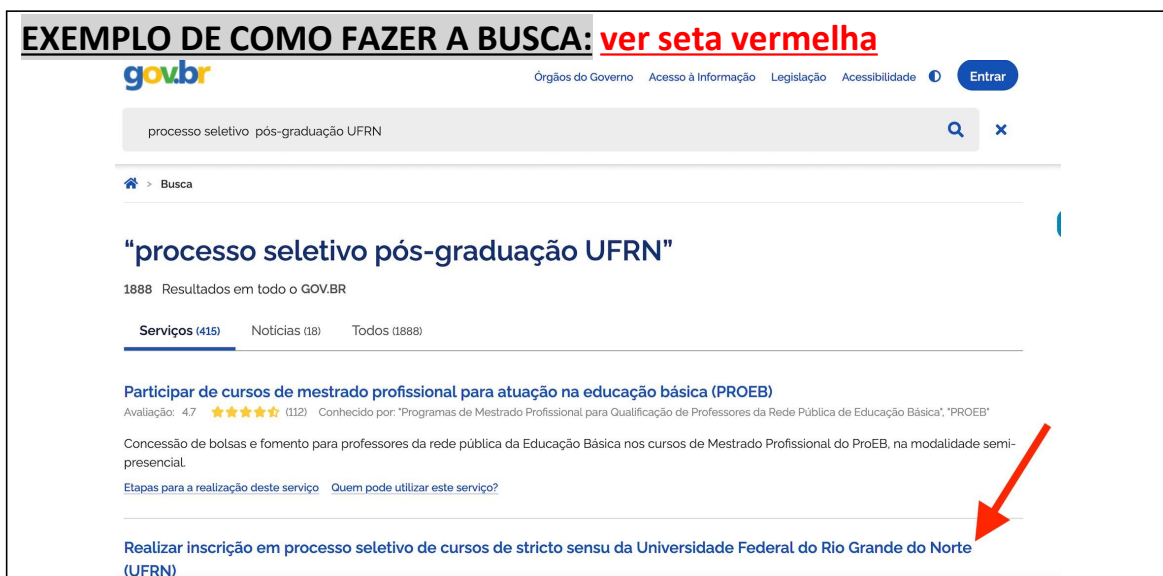 EXEMPLO DE COMO FAZER A BUSCA: ver seta vermelha
gov.br
Órgãos do Governo Acesso à Informação Legislação Acessibilidade Entrar
processo seletivo pós-graduação UFRN
> Busca
“processo seletivo pós-graduação UFRN”
1888 Resultados em todo o GOV.BR
Serviços (415) Notícias (18) Todos (1888)
Participar de cursos de mestrado profissional para atuação na educação básica (PROEB)
Avaliação: 4.7 (112) Conhecido por: "Programas de Mestrado Profissional para Qualificação de Professores da Rede Pública de Educação Básica", "PROEB"
Concessão de bolsas e fomento para professores da rede pública da Educação Básica nos cursos de Mestrado Profissional do ProEB, na modalidade semi-
presencial.
Etapas para a realização deste serviço Quem pode utilizar este serviço?
Realizar inscrição em processo seletivo de cursos de stricto sensu da Universidade Federal do Rio Grande do Norte
(UFRN)